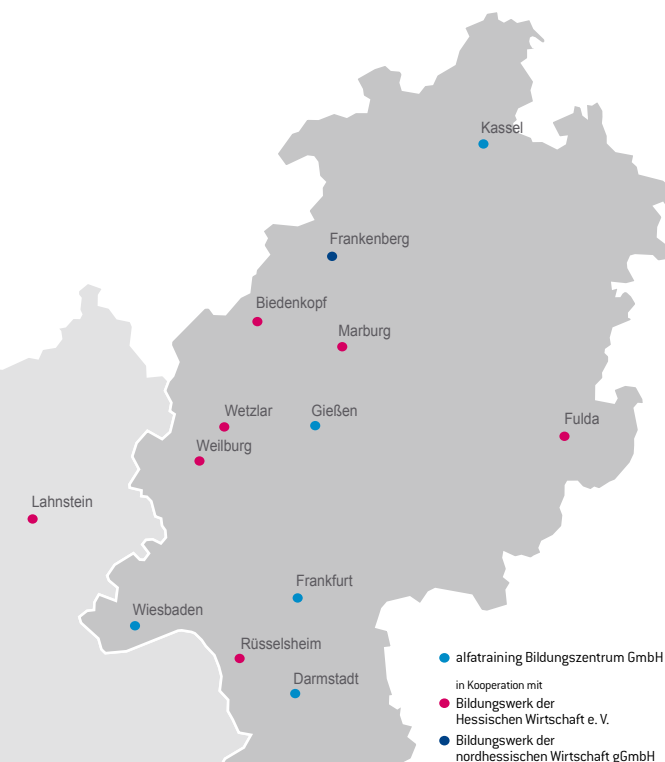 Kassel
Frankenberg
Biedenkopf
Marburg
Wetzlar
Gießen
Fulda
Weilburg
Lahnstein
Frankfurt
Wiesbaden
Rüsselsheim
Darmstadt
alfatraining Bildungszentrum GmbH
in Kooperation mit
Bildungswerk der
Hessischen Wirtschaft e. V.
Bildungswerk der
nordhessischen Wirtschaft gGmbH